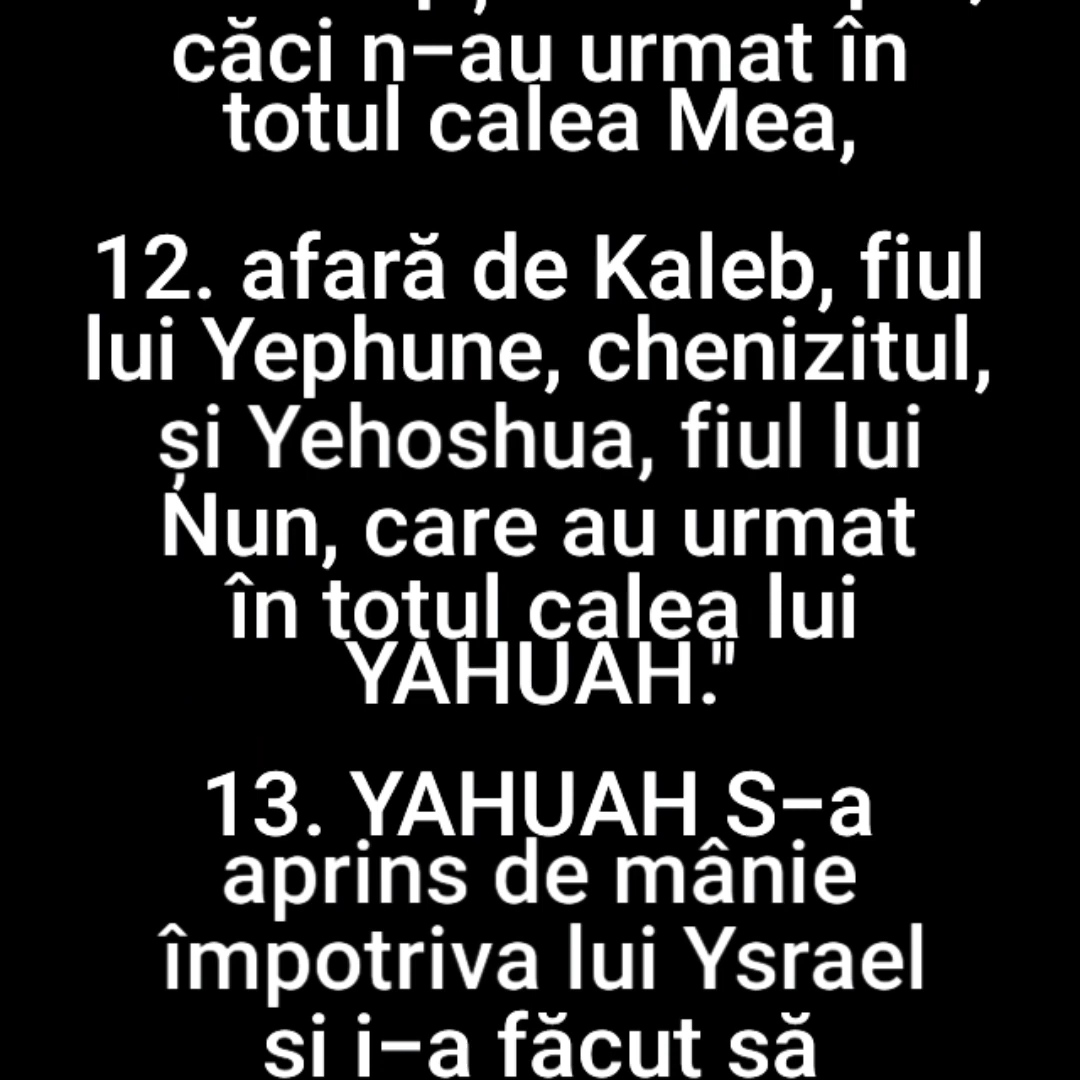 căci n-au urmat în
totul calea Mea,
12. afară de Kaleb, fiul
lui Yephune, chenizitul,
și Yehoshua, fiul lui
Nun, care au urmat
în totul calea lui
YAHUAH."
13. YAHUAH S-a
aprins de mânie
împotriva lui Ysrael
și i-a făcut să